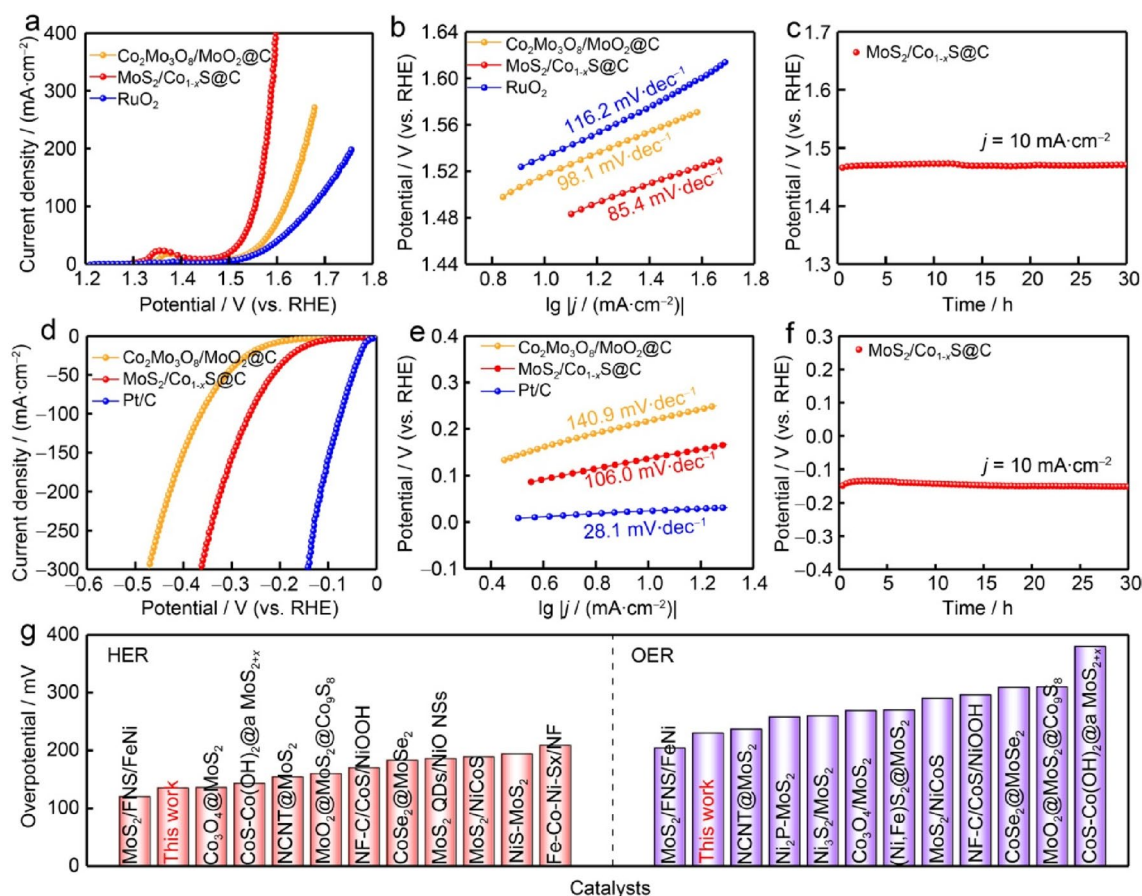 a
400
300
200
100
0
Current density / (mA·cm⁻²)
Co₂Mo₃O₈/MoO₂@C
MoS₂/Co₁₋ₓS@C
RuO₂
1.2 1.3 1.4 1.5 1.6 1.7 1.8
Potential / V (vs. RHE)
b
1.60
1.56
1.52
1.48
1.44
Potential / V (vs. RHE)
Co₂Mo₃O₈/MoO₂@C
MoS₂/Co₁₋ₓS@C
RuO₂
116.2 mV·dec⁻¹
98.1 mV·dec⁻¹
85.4 mV·dec⁻¹
0.8 1.0 1.2 1.4 1.6 1.8
lg |j / (mA·cm⁻²)|
c
1.7
1.6
1.5
1.4
1.3
Potential / V (vs. RHE)
MoS₂/Co₁₋ₓS@C
j = 10 mA·cm⁻²
0 5 10 15 20 25 30
Time / h
d
0
−50
−100
−150
−200
−250
−300
Current density / (mA·cm⁻²)
Co₂Mo₃O₈/MoO₂@C
MoS₂/Co₁₋ₓS@C
Pt/C
−0.6 −0.5 −0.4 −0.3 −0.2 −0.1 0
Potential / V (vs. RHE)
e
0.4
0.3
0.2
0.1
0.0
−0.1
Potential / V (vs. RHE)
Co₂Mo₃O₈/MoO₂@C
MoS₂/Co₁₋ₓS@C
Pt/C
140.9 mV·dec⁻¹
106.0 mV·dec⁻¹
28.1 mV·dec⁻¹
0.4 0.6 0.8 1.0 1.2 1.4
lg |j / (mA·cm⁻²)|
f
0.3
0.2
0.1
0.0
−0.1
−0.2
−0.3
−0.4
Potential / V (vs. RHE)
MoS₂/Co₁₋ₓS@C
j = 10 mA·cm⁻²
0 5 10 15 20 25 30
Time / h
g
400
300
200
100
0
Overpotential / mV
HER
MoS₂/FNS/FeNi
This work
Co₃O₄@MoS₂
CoS-Co(OH)₂@a MoS₂₊ₓ
NCNT@MoS₂
MoO₂@MoS₂@Co₉S₈
NF-C/CoS/NiOOH
CoSe₂@MoSe₂
MoS₂ QDs/NiO NSs
MoS₂/NiCoS
NiS-MoS₂
Fe-Co-Ni-Sx/NF
OER
MoS₂/FNS/FeNi
This work
NCNT@MoS₂
Ni₂P-MoS₂
Ni₃S₂/MoS₂
Co₃O₄/MoS₂
(Ni,Fe)S₂@MoS₂
MoS₂/NiCoS
NF-C/CoS/NiOOH
CoSe₂@MoSe₂
MoO₂@MoS₂@Co₉S₈
CoS-Co(OH)₂@a MoS₂₊ₓ
Catalysts